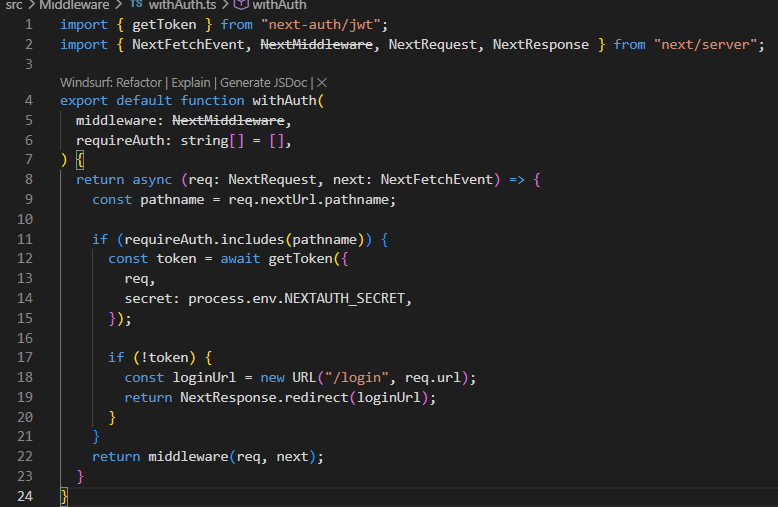 src > Middleware > TS withAuth.ts > withAuth
1 import { getToken } from "next-auth/jwt";
2 import { NextFetchEvent, NextMiddleware, NextRequest, NextResponse } from "next/server";
3
Windsurf: Refactor | Explain | Generate JSDoc | ×
4 export default function withAuth(
5   middleware: NextMiddleware,
6   requireAuth: string[] = [],
7 ) {
8   return async (req: NextRequest, next: NextFetchEvent) => {
9     const pathname = req.nextUrl.pathname;
10
11     if (requireAuth.includes(pathname)) {
12       const token = await getToken({
13         req,
14         secret: process.env.NEXTAUTH_SECRET,
15       });
16
17       if (!token) {
18         const loginUrl = new URL("/login", req.url);
19         return NextResponse.redirect(loginUrl);
20       }
21     }
22     return middleware(req, next);
23   }
24 }